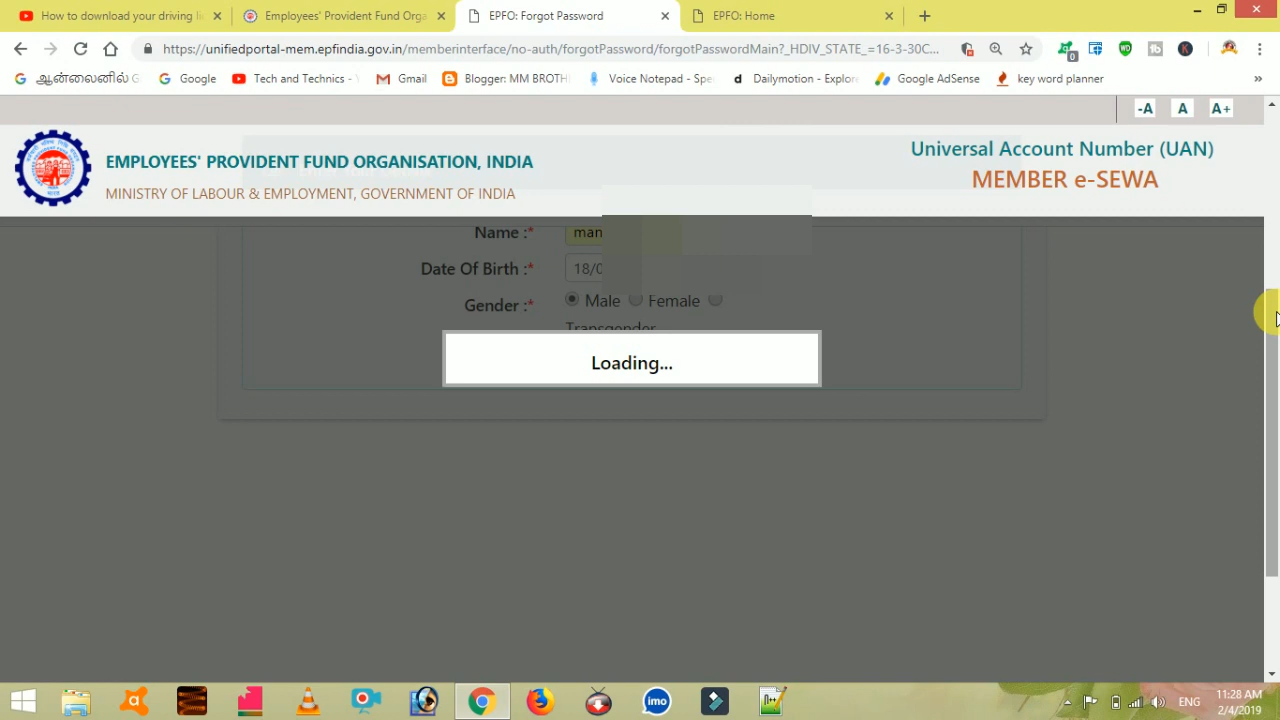 How to download your driving li
Employees' Provident Fund Orga
EPFO: Forgot Password
EPFO: Home
https://unifiedportal-mem.epfindia.gov.in/memberinterface/no-auth/forgotPassword/forgotPasswordMain?_HDIV_STATE_=16-3-30C...
ஆன்லைனில் G
Google
Tech and Technics -
Gmail
Blogger: MM BROTH
Voice Notepad - Spe
Dailymotion - Explore
Google AdSense
key word planner
»
-A A A+
EMPLOYEES' PROVIDENT FUND ORGANISATION, INDIA
MINISTRY OF LABOUR & EMPLOYMENT, GOVERNMENT OF INDIA
Universal Account Number (UAN)
MEMBER e-SEWA
Name :* man
Date Of Birth :* 18/0
Gender :* Male Female
Transgender
Loading...
imo
ENG
11:28 AM
2/4/2019